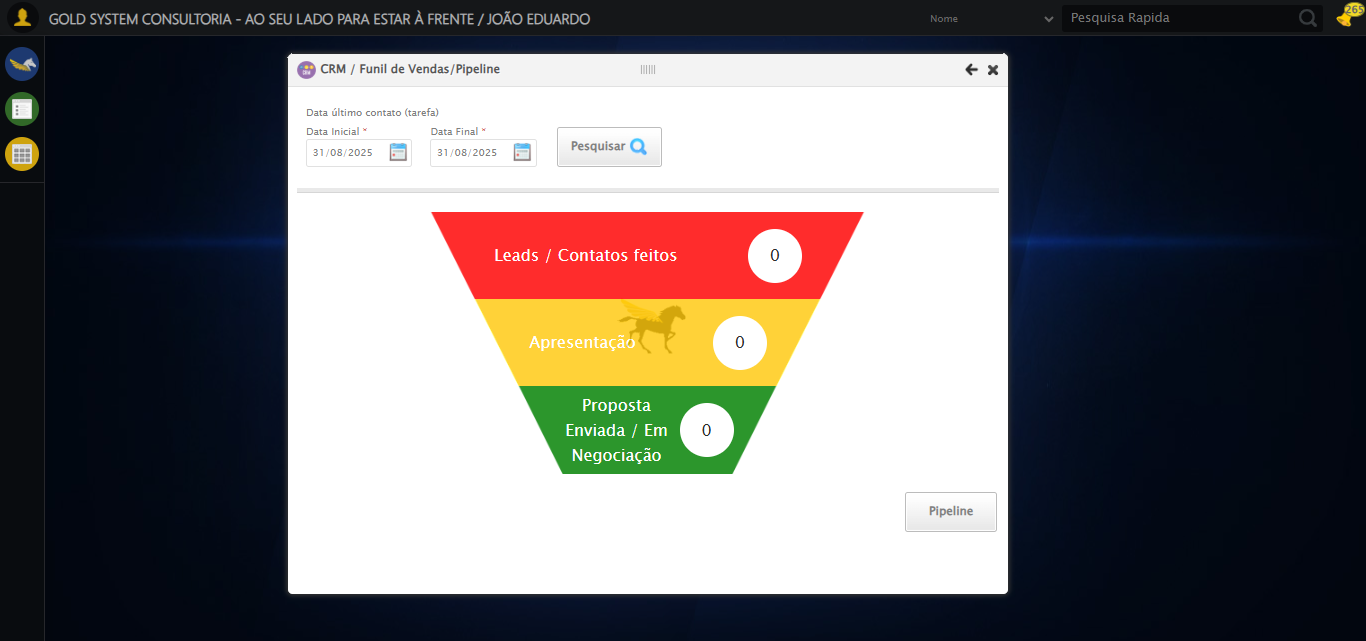 GOLD SYSTEM CONSULTORIA - AO SEU LADO PARA ESTAR À FRENTE / JOÃO EDUARDO
Nome
Pesquisa Rapida
265
CRM / Funil de Vendas/Pipeline
Data último contato (tarefa)
Data Inicial *
Data Final *
31/08/2025
31/08/2025
Pesquisar
Leads / Contatos feitos
0
Apresentação
0
Proposta
Enviada / Em
Negociação
0
Pipeline